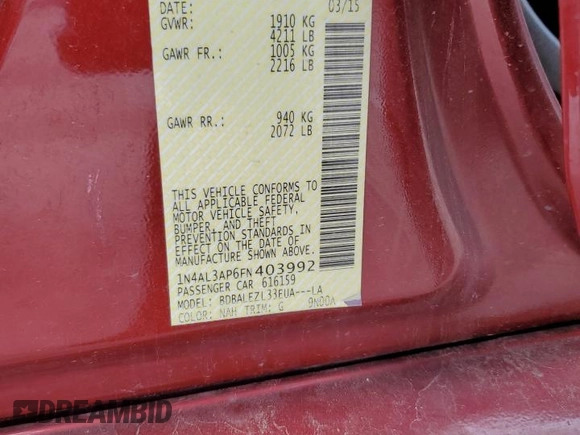 DATE: 03/15
GVWR: 1910 KG
4211 LB
GAWR FR.: 1005 KG
2216 LB
GAWR RR.: 940 KG
2072 LB
THIS VEHICLE CONFORMS TO
ALL APPLICABLE FEDERAL
MOTOR VEHICLE SAFETY,
BUMPER, AND THEFT
PREVENTION STANDARDS IN
EFFECT ON THE DATE OF
MANUFACTURE SHOWN ABOVE.
1N4AL3AP6FN403992
PASSENGER CAR 616159
MODEL: BDBALEZL33EUA---LA
COLOR: NAH TRIM: G 9N00A
DREAMBID